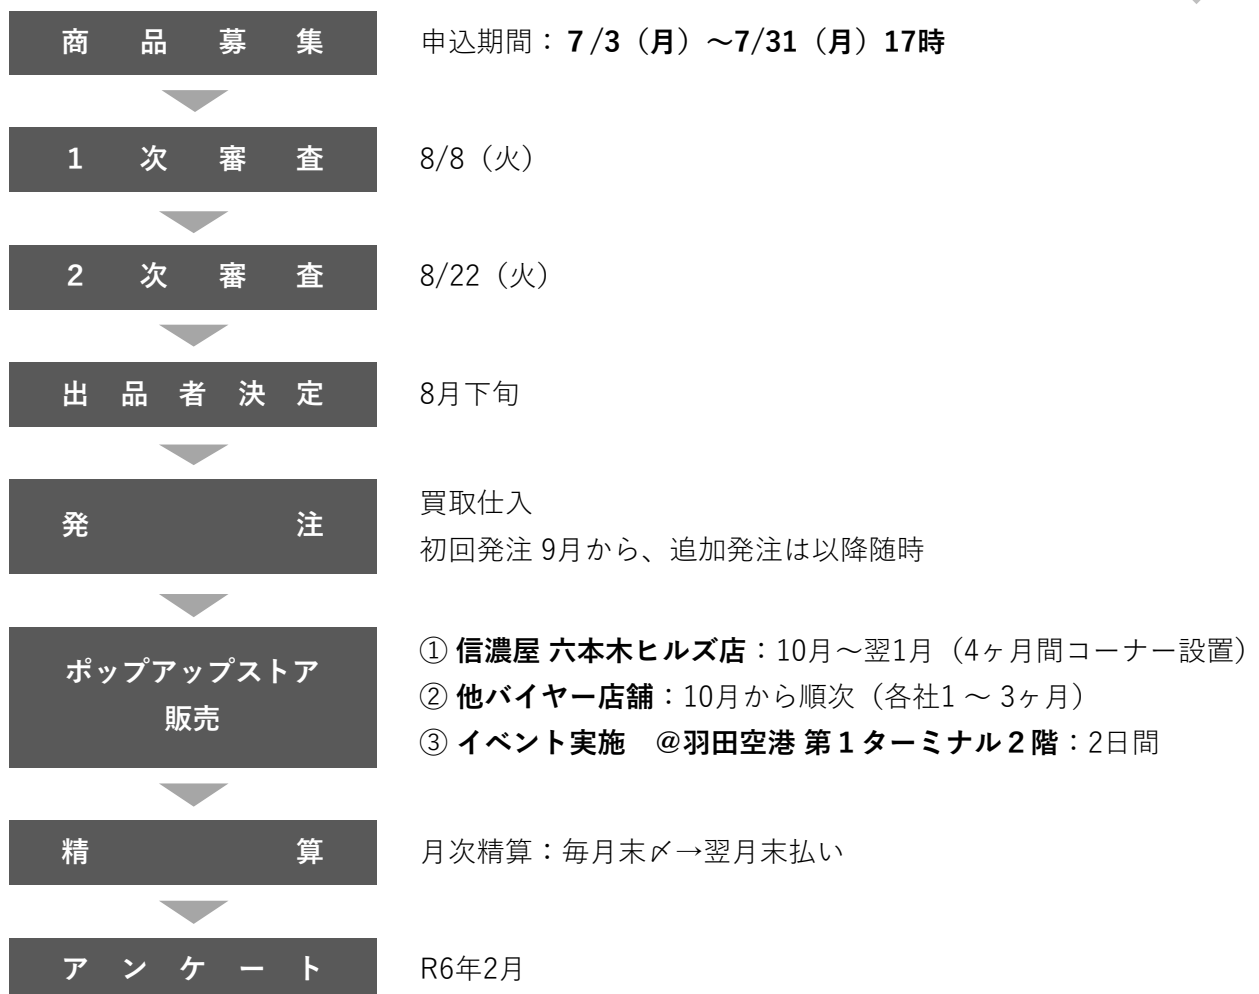 商品募集
申込期間：７/3（月）～7/31（月）17時
1次審査
8/8（火）
2次審査
8/22（火）
出品者決定
8月下旬
発注
買取仕入
初回発注 9月から、追加発注は以降随時
ポップアップストア
販売
① 信濃屋 六本木ヒルズ店：10月～翌1月（4ヶ月間コーナー設置）
② 他バイヤー店舗：10月から順次（各社1 ～ 3ヶ月）
③ イベント実施　＠羽田空港 第１ターミナル２階：2日間
精算
月次精算：毎月末〆→翌月末払い
アンケート
R6年2月